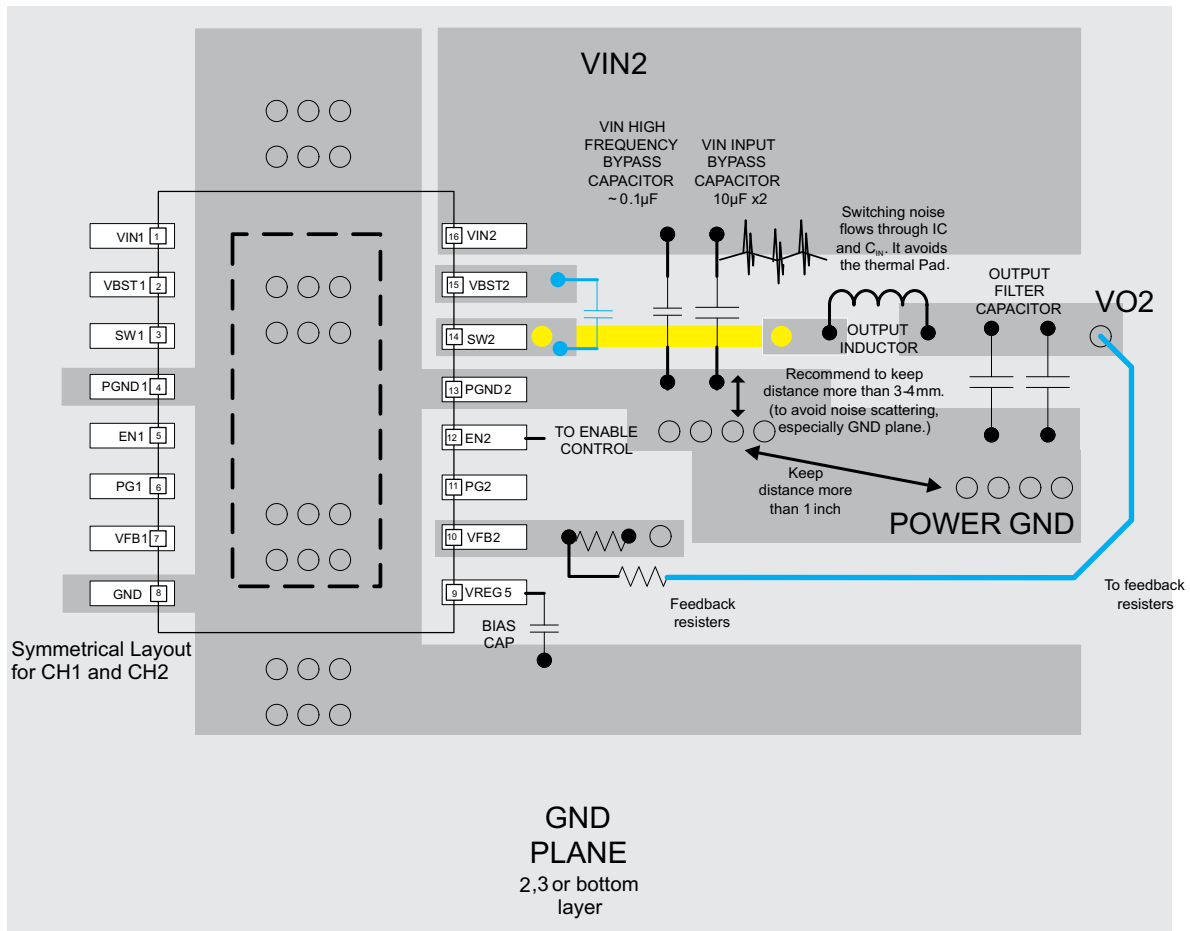 VIN2
VIN HIGH
FREQUENCY
BYPASS
CAPACITOR
~ 0.1µF
VIN INPUT
BYPASS
CAPACITOR
10µF x2
Switching noise
flows through IC
and CIN. It avoids
the thermal Pad.
OUTPUT
FILTER
CAPACITOR
VO2
OUTPUT
INDUCTOR
VIN1 1
VBST1 2
SW1 3
PGND1 4
EN1 5
PG1 6
VFB1 7
GND 8
16 VIN2
15 VBST2
14 SW2
13 PGND2
12 EN2
11 PG2
10 VFB2
9 VREG5
TO ENABLE
CONTROL
Recommend to keep
distance more than 3-4mm.
(to avoid noise scattering,
especially GND plane.)
Keep
distance more
than 1 inch
POWER GND
Feedback
resisters
To feedback
resisters
BIAS
CAP
Symmetrical Layout
for CH1 and CH2
GND
PLANE
2,3 or bottom
layer